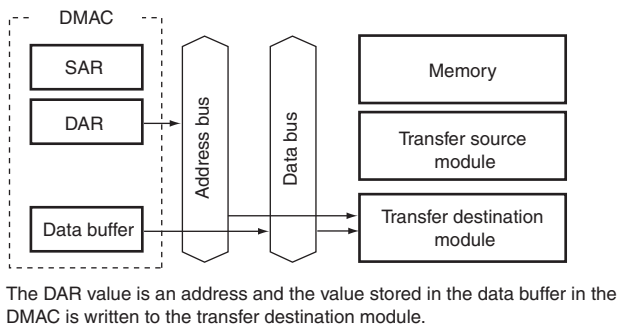 DMAC
SAR
DAR
Data buffer
Address bus
Data bus
Memory
Transfer source
module
Transfer destination
module
The DAR value is an address and the value stored in the data buffer in the
DMAC is written to the transfer destination module.